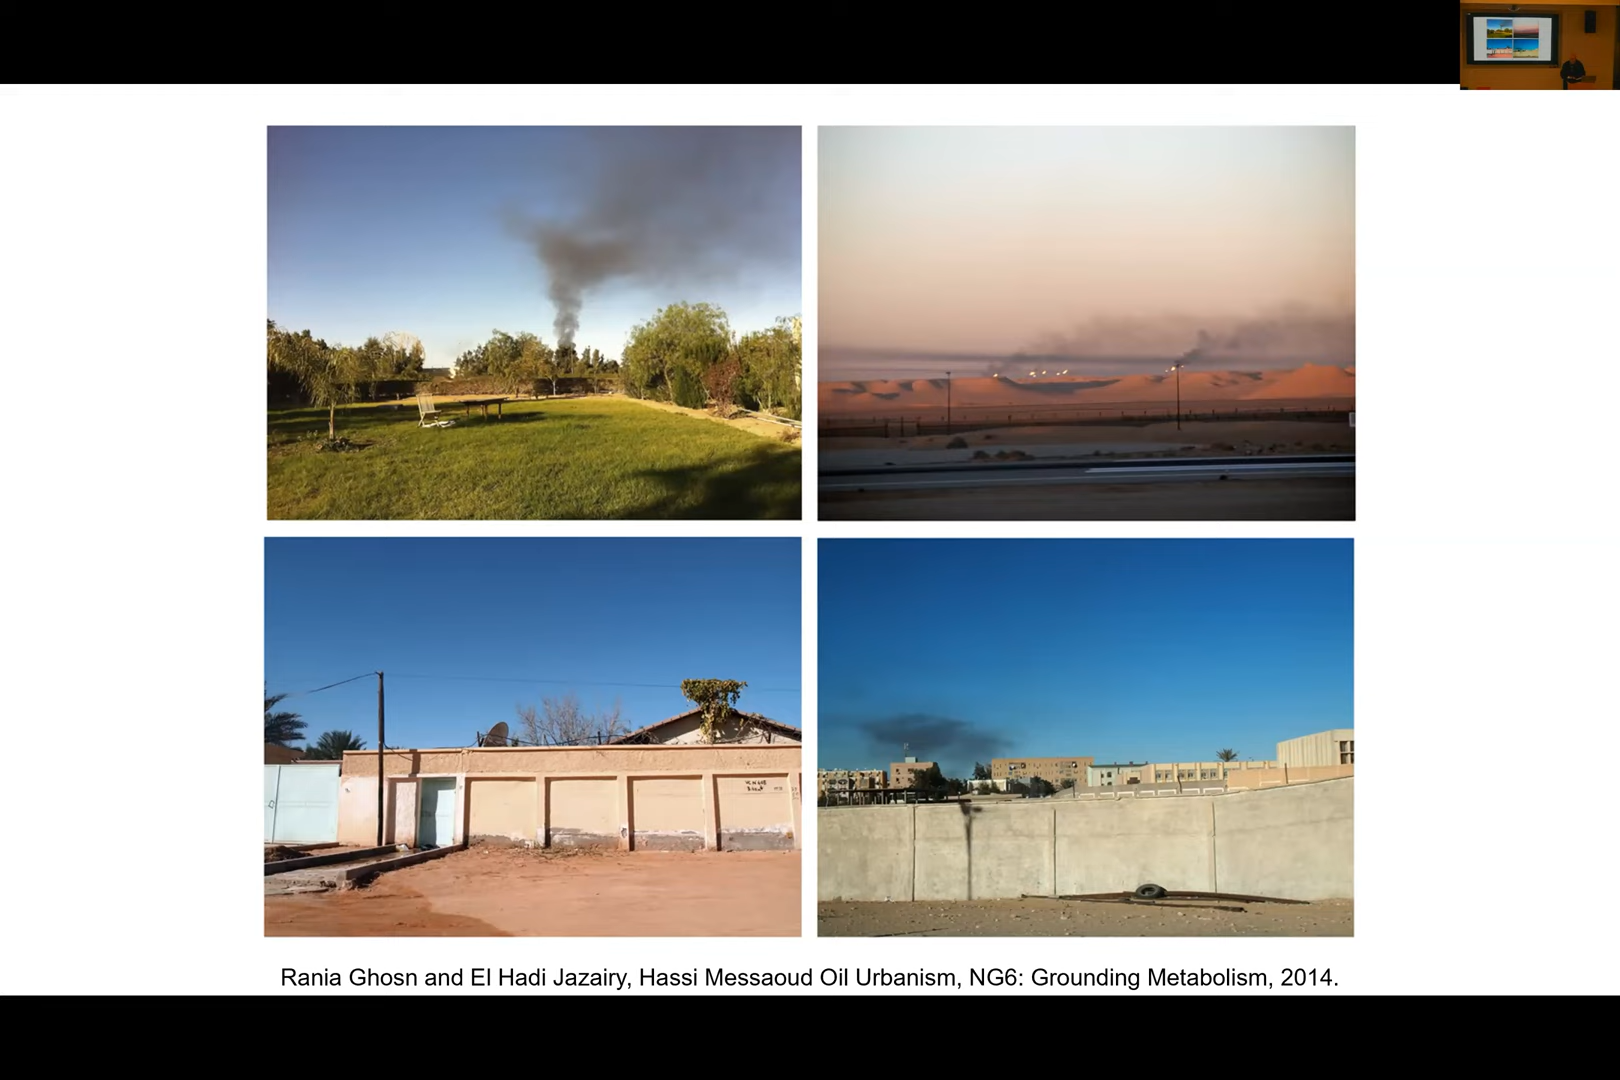 Rania Ghosn and El Hadi Jazairy, Hassi Messaoud Oil Urbanism, NG6: Grounding Metabolism, 2014.